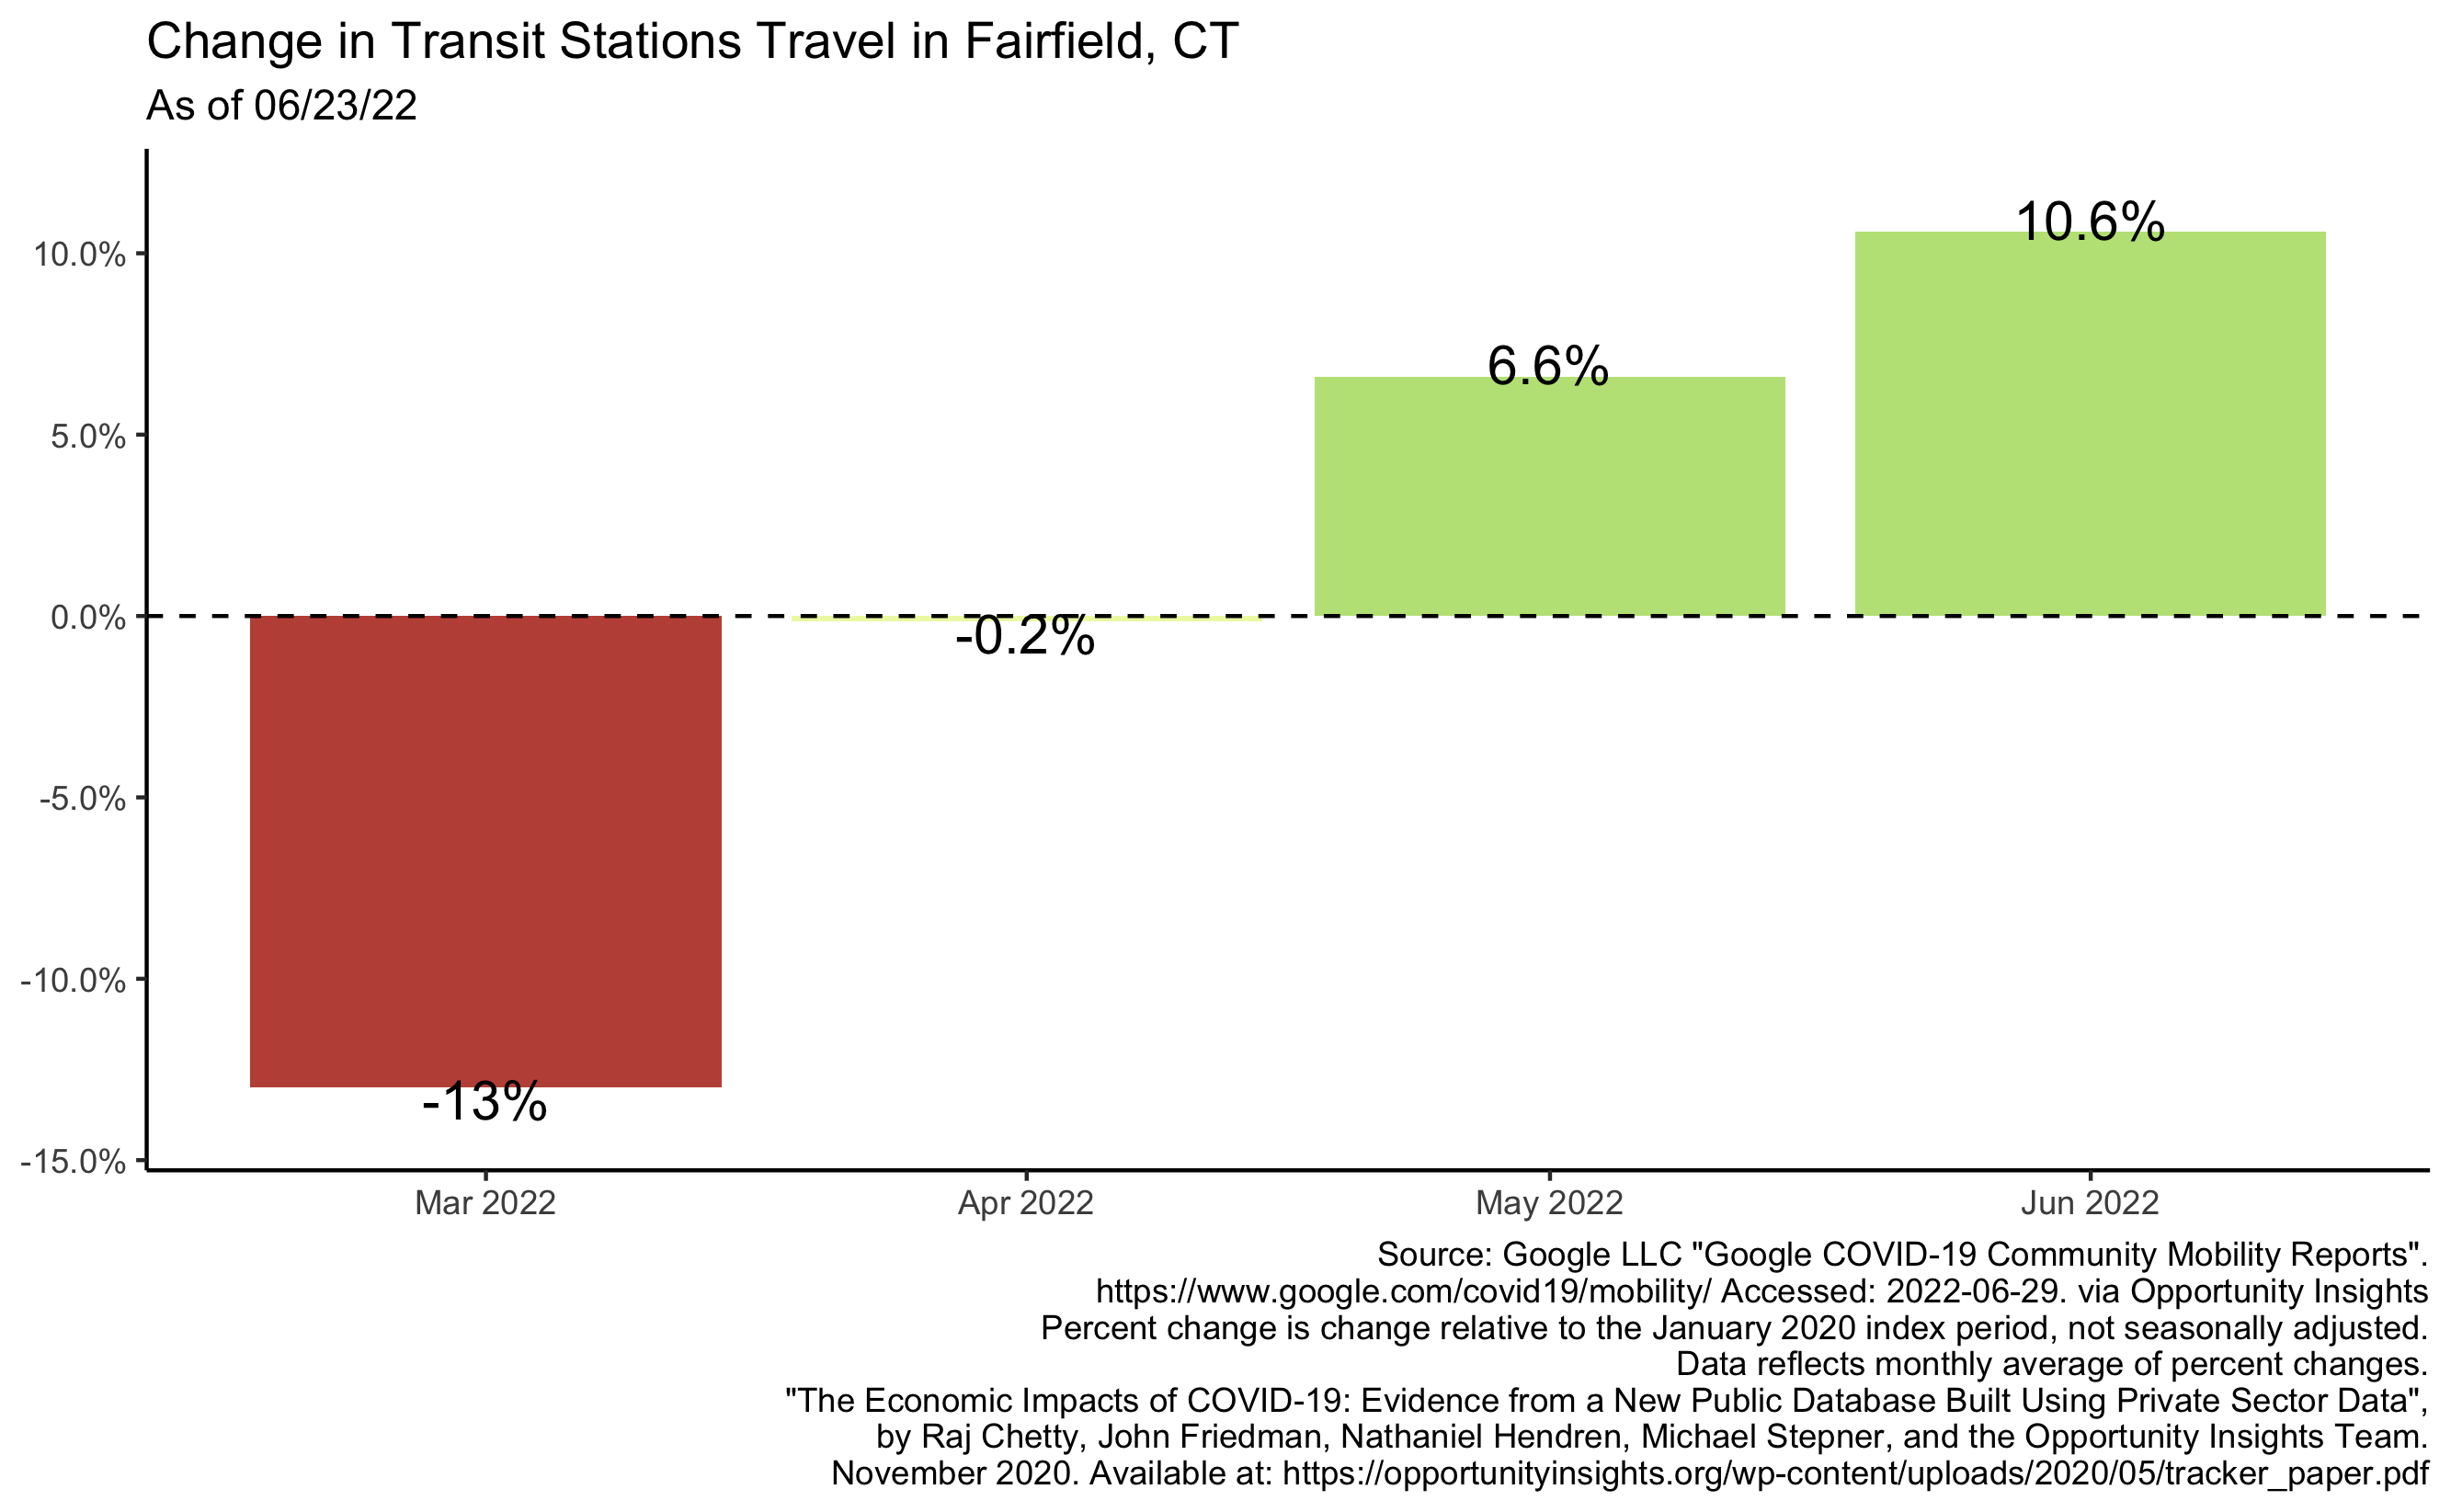 Change in Transit Stations Travel in Fairfield, CT
As of 06/23/22
10.6%
10.0%
6.6%
5.0%
0.0%
-0.2%
-5.0%
-10.0%
-13%
-15.0%
Mar 2022 Apr 2022 May 2022 Jun 2022
Source: Google LLC "Google COVID-19 Community Mobility Reports".
https://www.google.com/covid19/mobility/ Accessed: 2022-06-29. via Opportunity Insights
Percent change is change relative to the January 2020 index period, not seasonally adjusted.
Data reflects monthly average of percent changes.
"The Economic Impacts of COVID-19: Evidence from a New Public Database Built Using Private Sector Data",
by Raj Chetty, John Friedman, Nathaniel Hendren, Michael Stepner, and the Opportunity Insights Team.
November 2020. Available at: https://opportunityinsights.org/wp-content/uploads/2020/05/tracker_paper.pdf